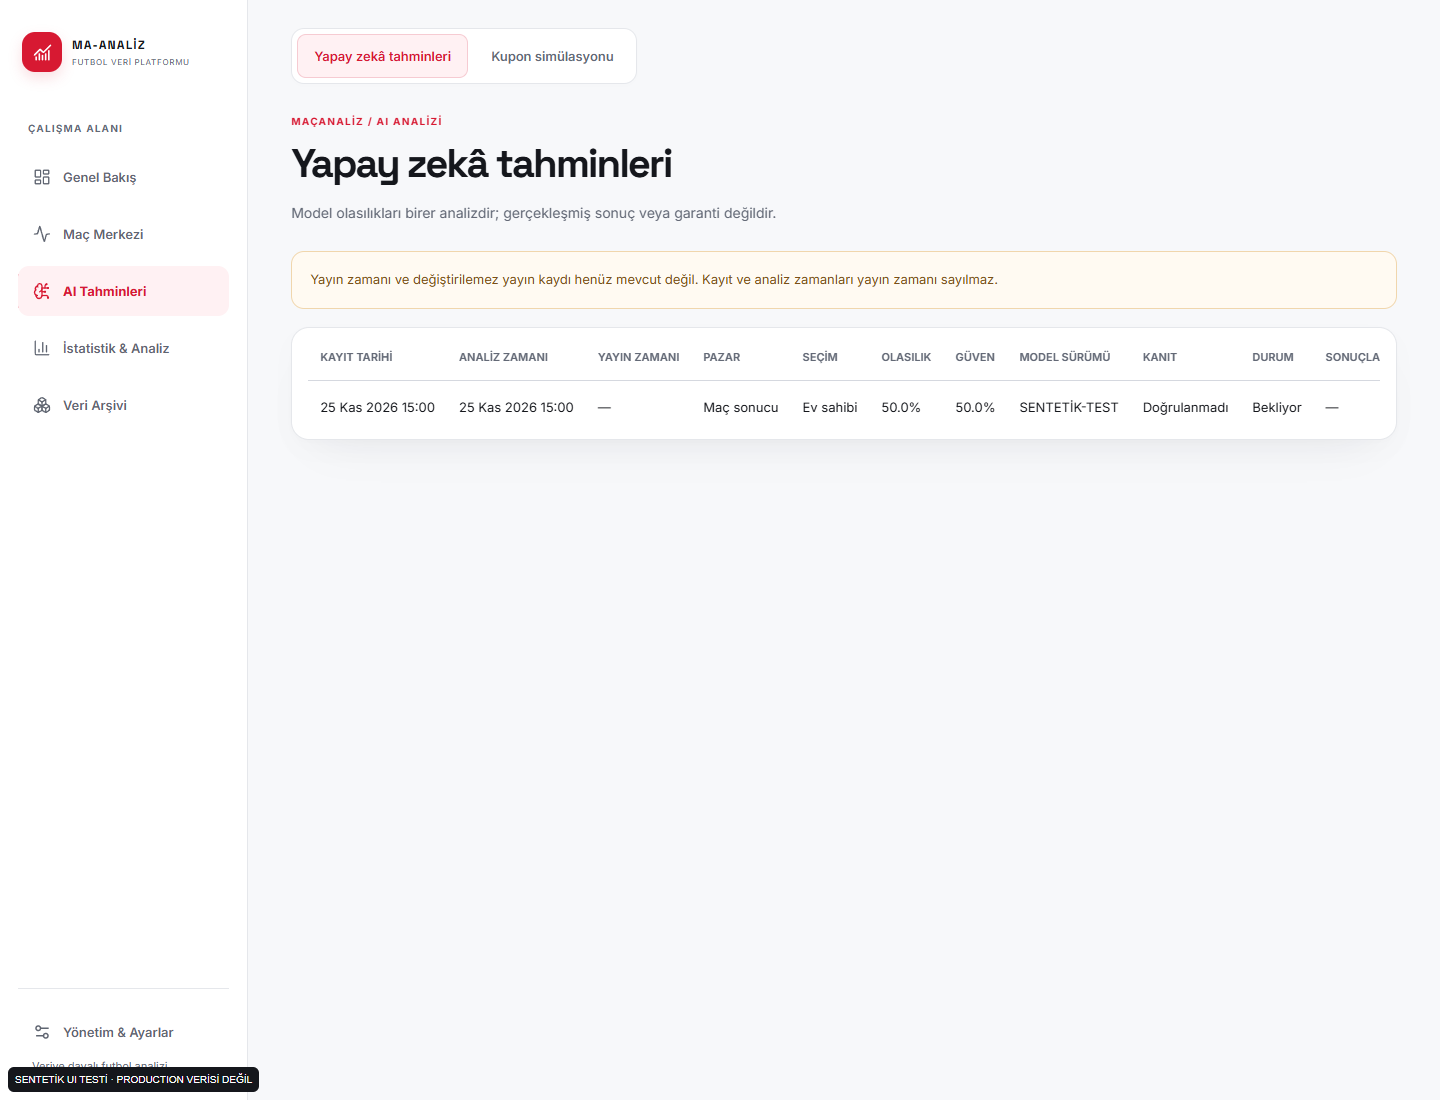 MA-ANALİZ
FUTBOL VERİ PLATFORMU
ÇALIŞMA ALANI
Genel Bakış
Maç Merkezi
AI Tahminleri
İstatistik & Analiz
Veri Arşivi
Yönetim & Ayarlar
Veriye dayalı futbol analizi
SENTETİK UI TESTİ · PRODUCTION VERİSİ DEĞİL
Yapay zekâ tahminleri Kupon simülasyonu
MAÇANALİZ / AI ANALİZİ
Yapay zekâ tahminleri
Model olasılıkları birer analizdir; gerçekleşmiş sonuç veya garanti değildir.
Yayın zamanı ve değiştirilemez yayın kaydı henüz mevcut değil. Kayıt ve analiz zamanları yayın zamanı sayılmaz.
KAYIT TARİHİ ANALİZ ZAMANI YAYIN ZAMANI PAZAR SEÇİM OLASILIK GÜVEN MODEL SÜRÜMÜ KANIT DURUM SONUÇLA
25 Kas 2026 15:00 25 Kas 2026 15:00 — Maç sonucu Ev sahibi 50.0% 50.0% SENTETİK-TEST Doğrulanmadı Bekliyor —